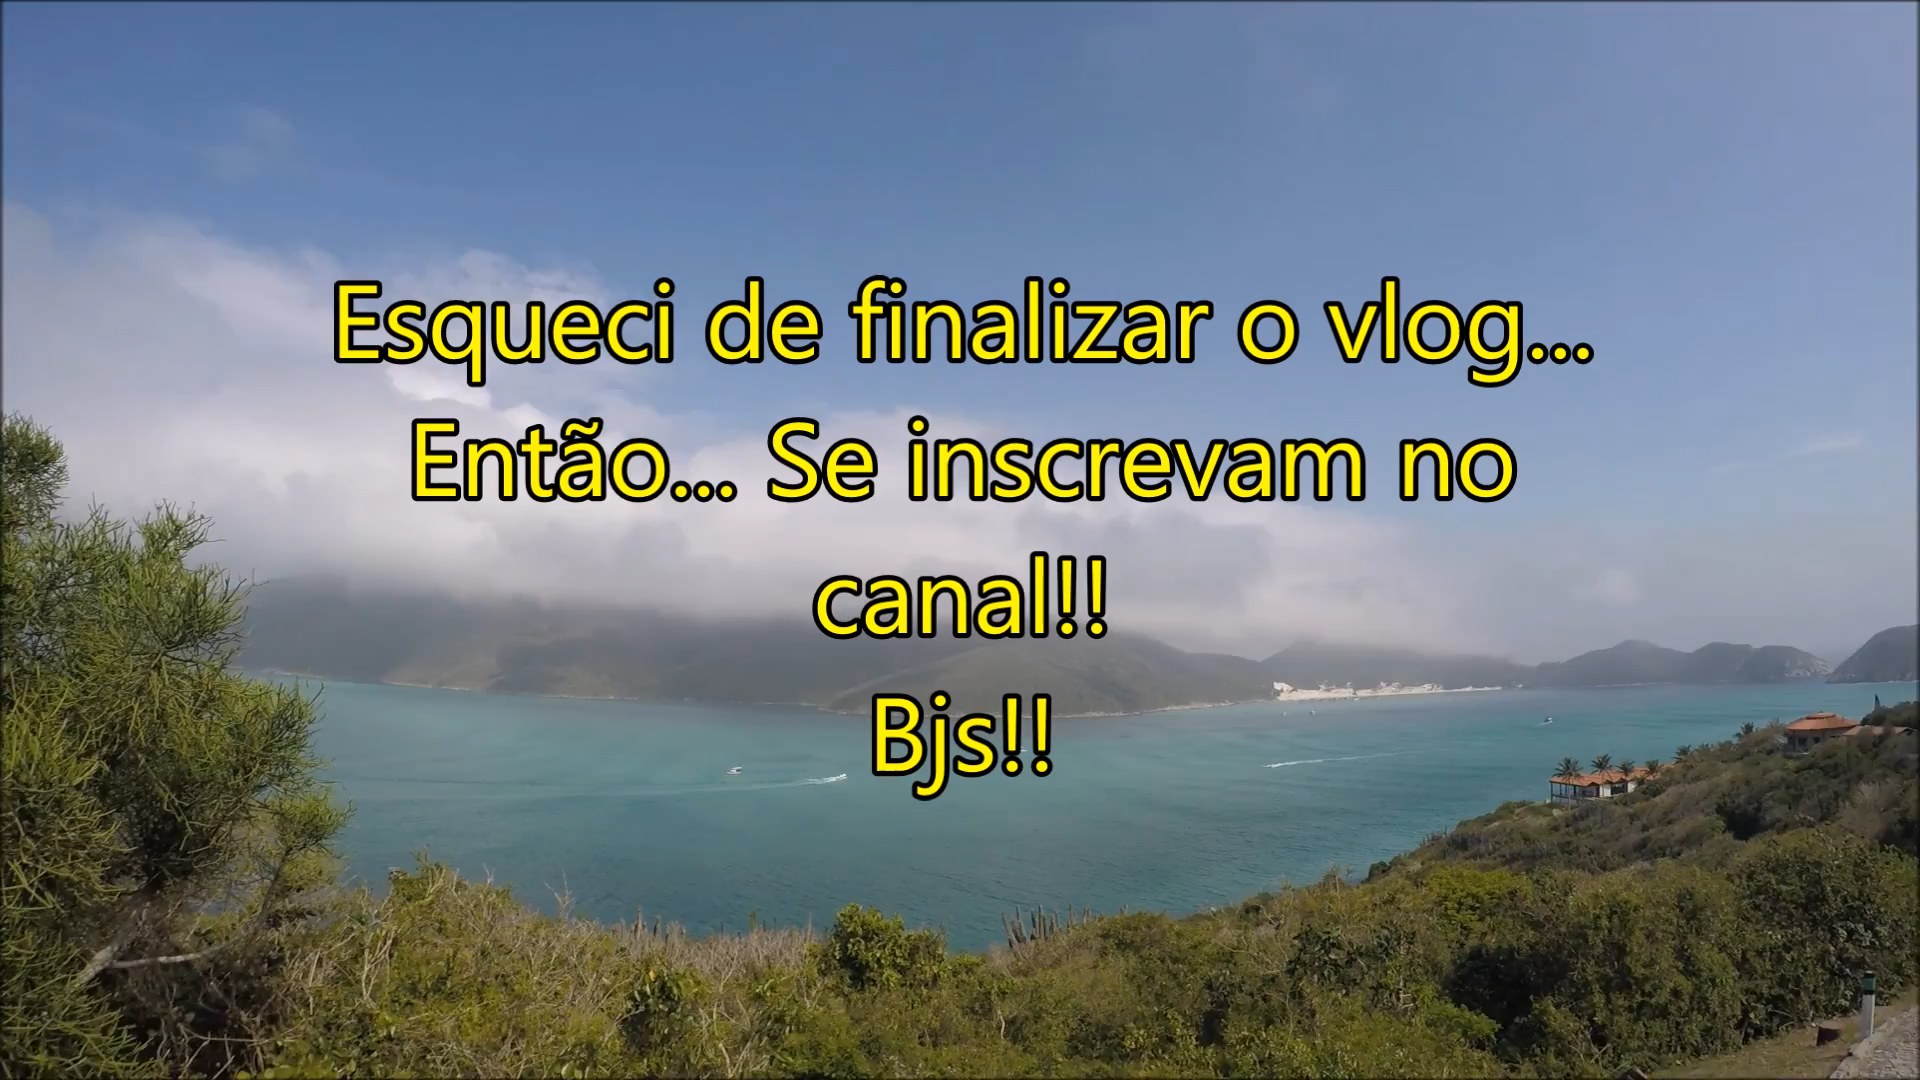 Esqueci de finalizar o vlog...
Então... Se inscrevam no
canal!!
Bjs!!